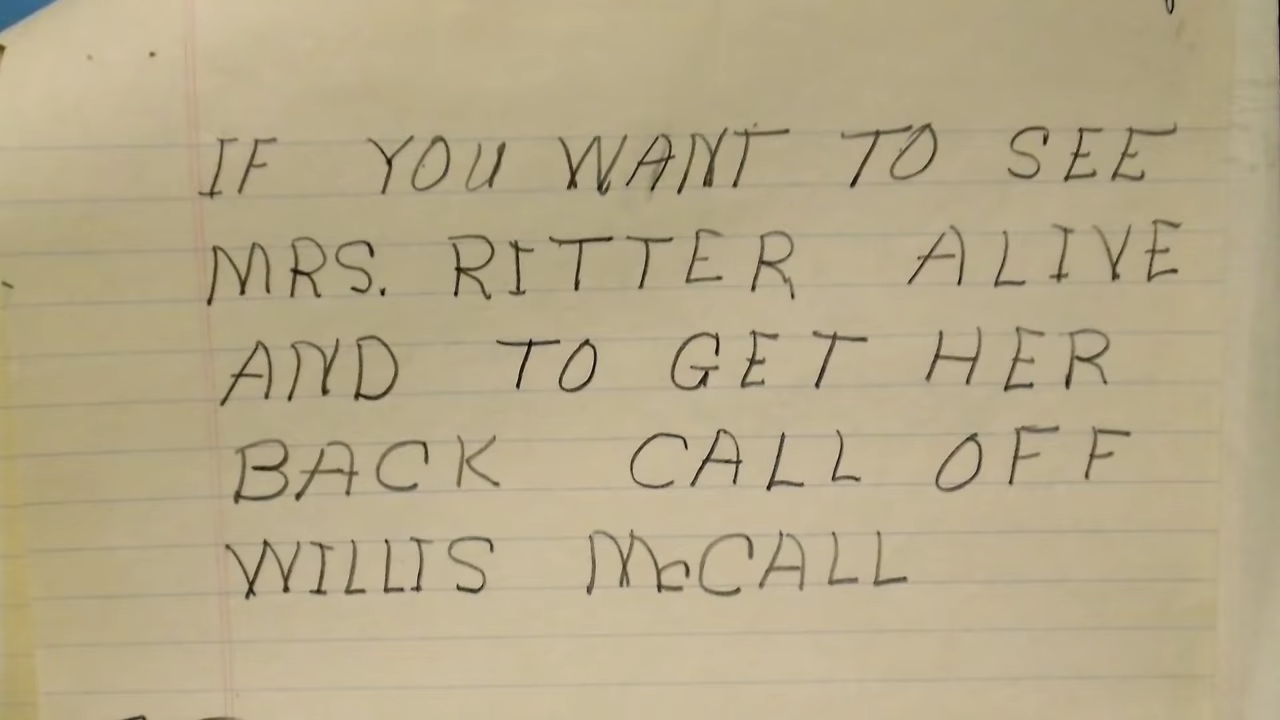 IF YOU WANT TO SEE
MRS. RITTER ALIVE
AND TO GET HER
BACK CALL OFF
WILLIS McCALL